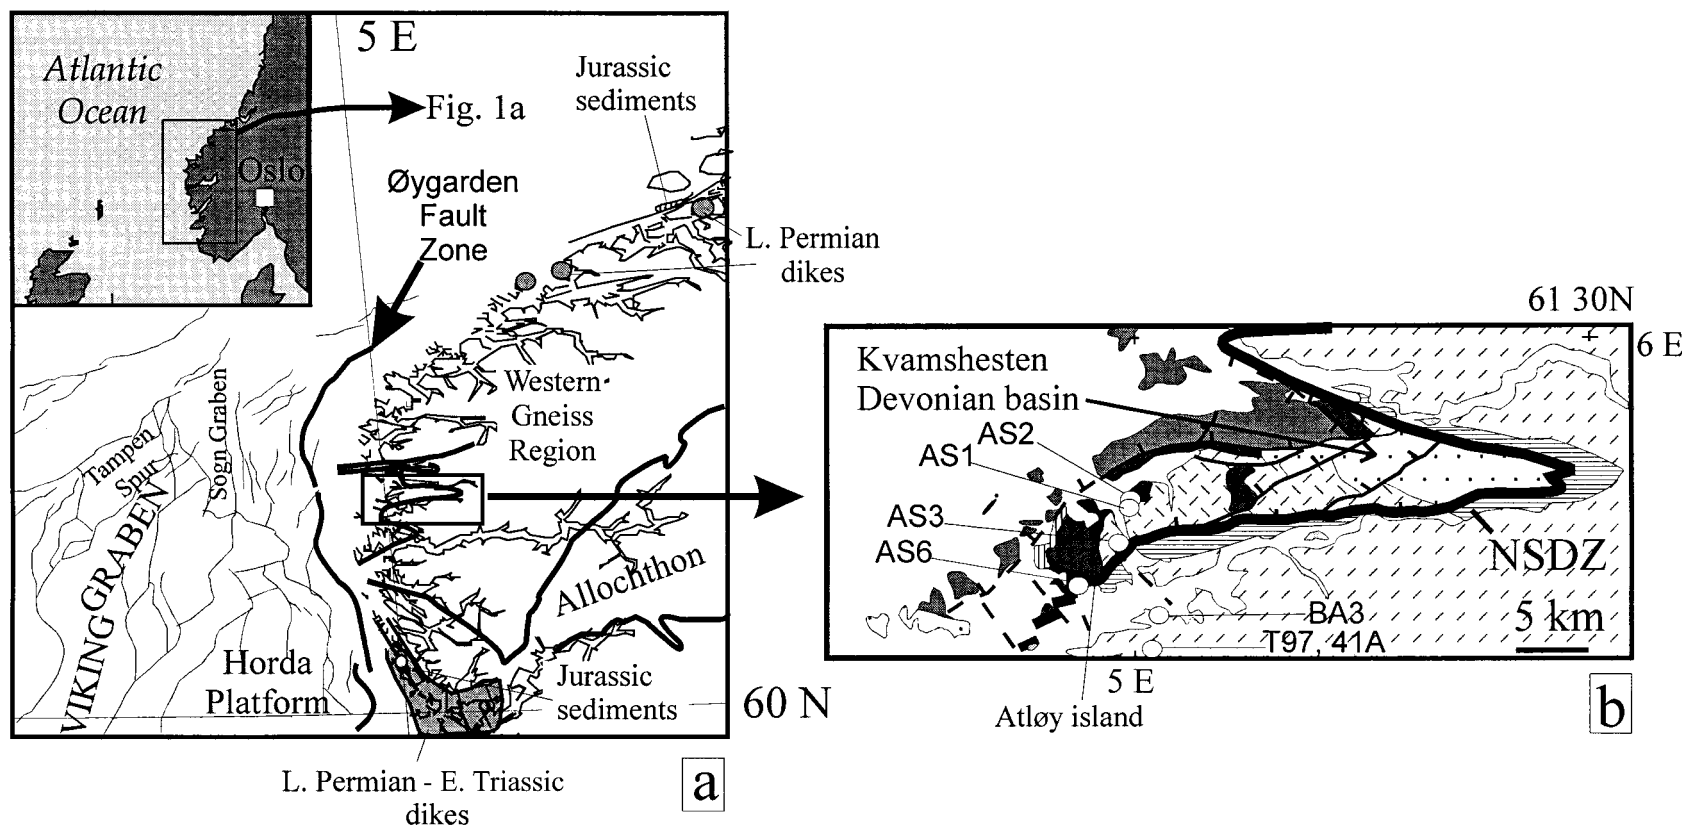 Atlantic
Ocean
Oslo
Fig. 1a
5 E
Jurassic
sediments
Øygarden
Fault
Zone
L. Permian
dikes
Western
Gneiss
Region
Tampen
Spur
Sogn Graben
VIKING GRABEN
Horda
Platform
Allochthon
Jurassic
sediments
60 N
L. Permian - E. Triassic
dikes
a
61 30N
6 E
Kvamshesten
Devonian basin
AS2
AS1
AS3
AS6
NSDZ
BA3
T97, 41A
5 km
5 E
Atløy island
b